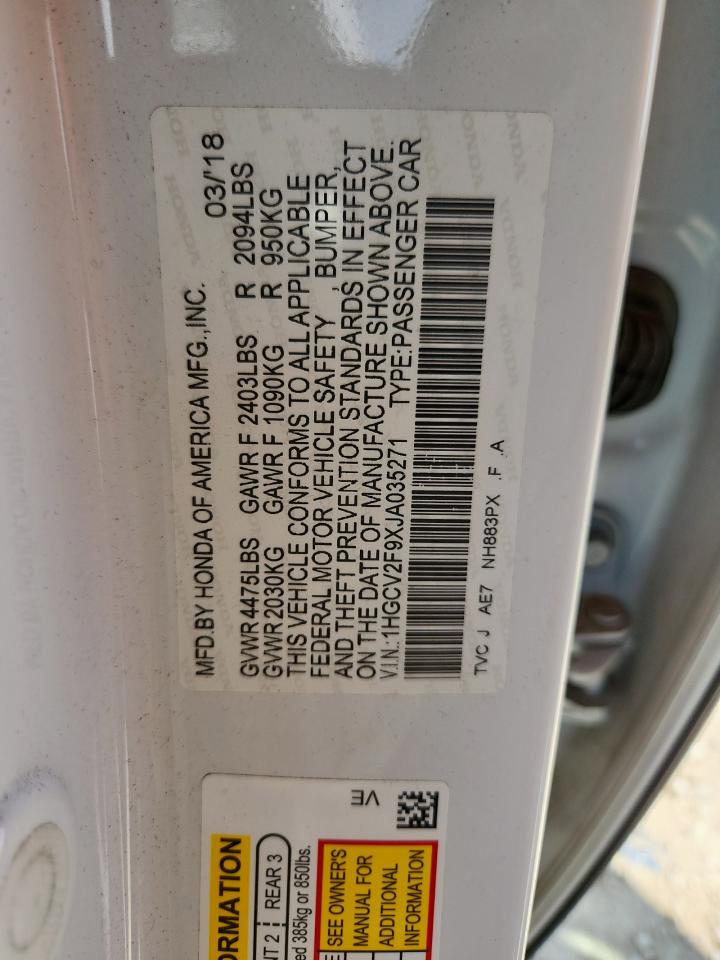 MFD.BY HONDA OF AMERICA MFG.,INC. 03/'18
GVWR 4475LBS GAWR F 2403LBS R 2094LBS
GVWR 2030KG GAWR F 1090KG R 950KG
THIS VEHICLE CONFORMS TO ALL APPLICABLE
FEDERAL MOTOR VEHICLE SAFETY , BUMPER,
AND THEFT PREVENTION STANDARDS IN EFFECT
ON THE DATE OF MANUFACTURE SHOWN ABOVE.
V.I.N.:1HGCV2F9XJA035271 TYPE:PASSENGER CAR
TVC J AE7 NH883PX .F .A
VE
ORMATION
NT 2 REAR 3
ed 385kg or 850lbs.
SEE OWNER'S
MANUAL FOR
ADDITIONAL
INFORMATION